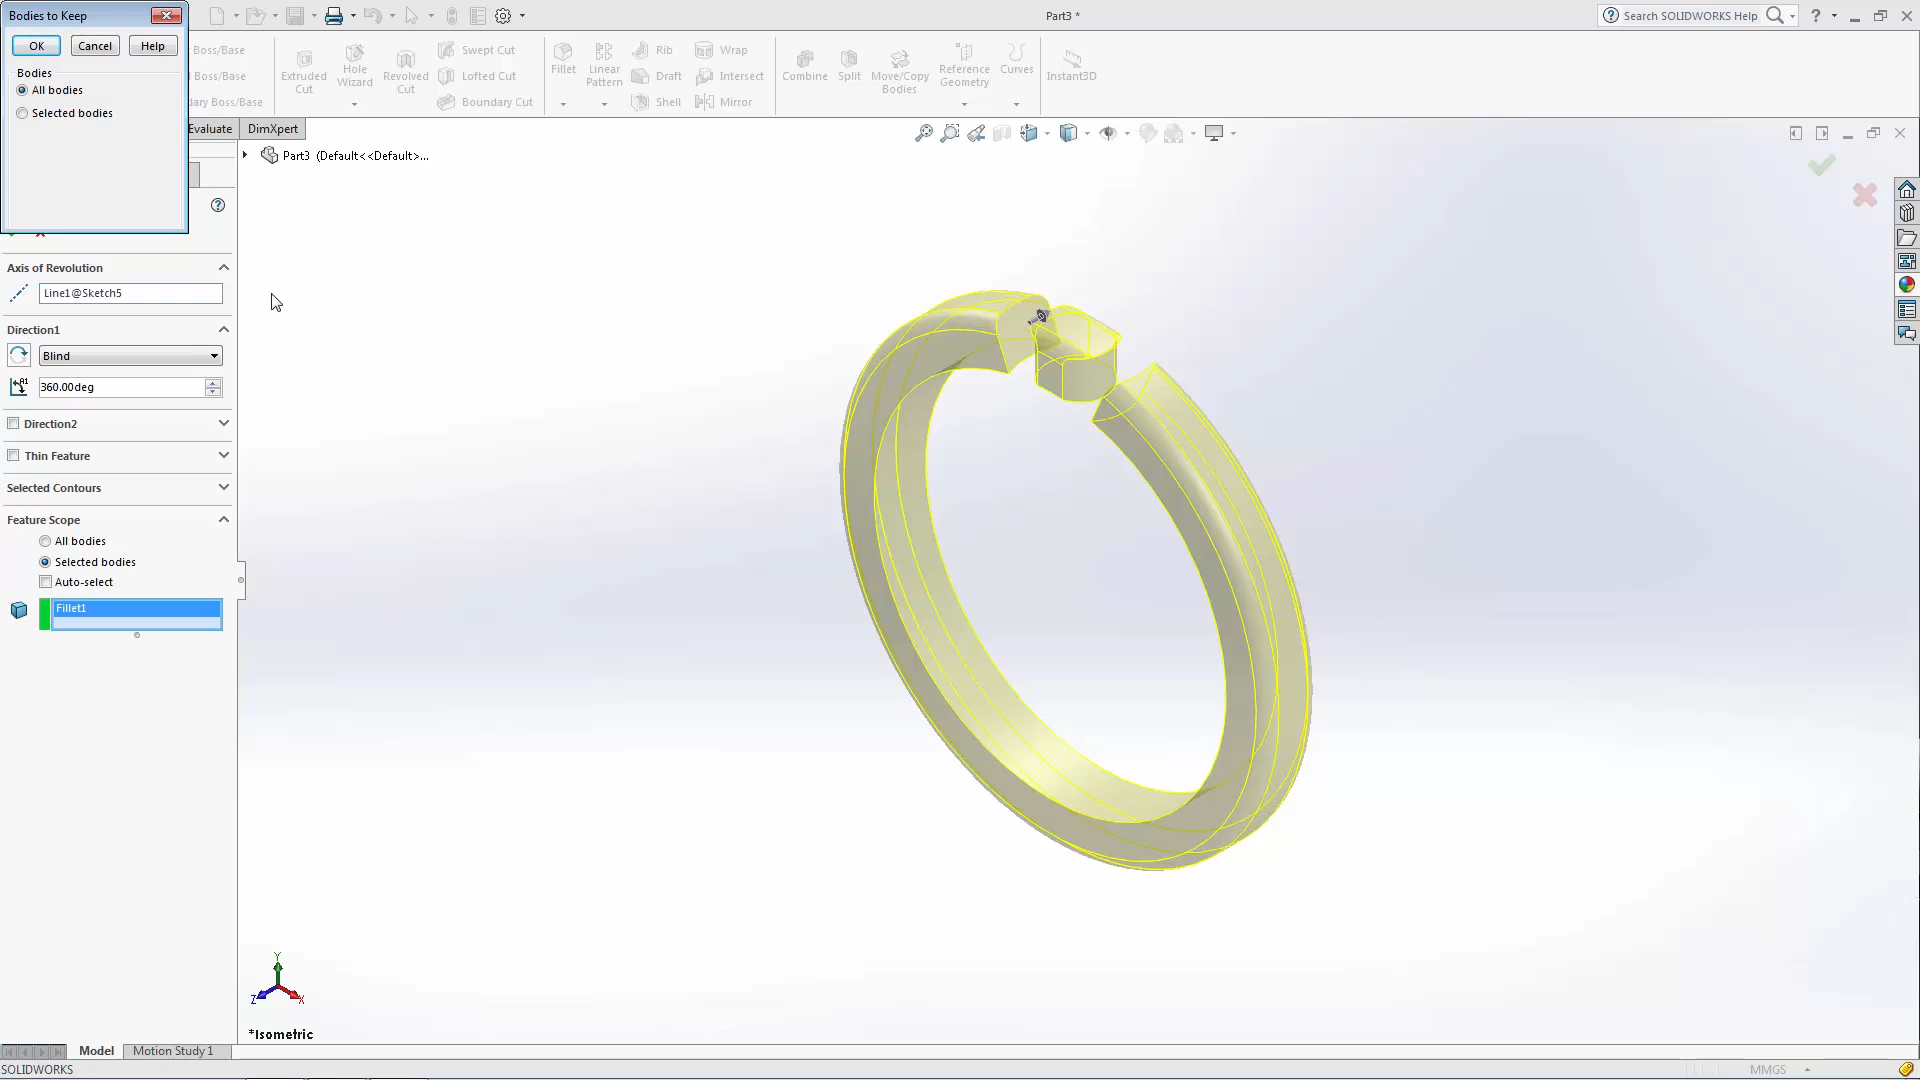 Bodies to Keep
OK Cancel Help
Bodies
All bodies
Selected bodies
Part3 *
Search SOLIDWORKS Help
Boss/Base
Boss/Base
dary Boss/Base
Extruded Cut
Hole Wizard
Revolved Cut
Swept Cut
Lofted Cut
Boundary Cut
Fillet
Linear Pattern
Rib
Draft
Shell
Wrap
Intersect
Mirror
Combine
Split
Move/Copy Bodies
Reference Geometry
Curves
Instant3D
Evaluate DimXpert
Part3 (Default<<Default>...
Axis of Revolution
Line1@Sketch5
Direction1
Blind
360.00deg
Direction2
Thin Feature
Selected Contours
Feature Scope
All bodies
Selected bodies
Auto-select
Fillet1
Y
Z X
*Isometric
Model Motion Study 1
SOLIDWORKS
MMGS